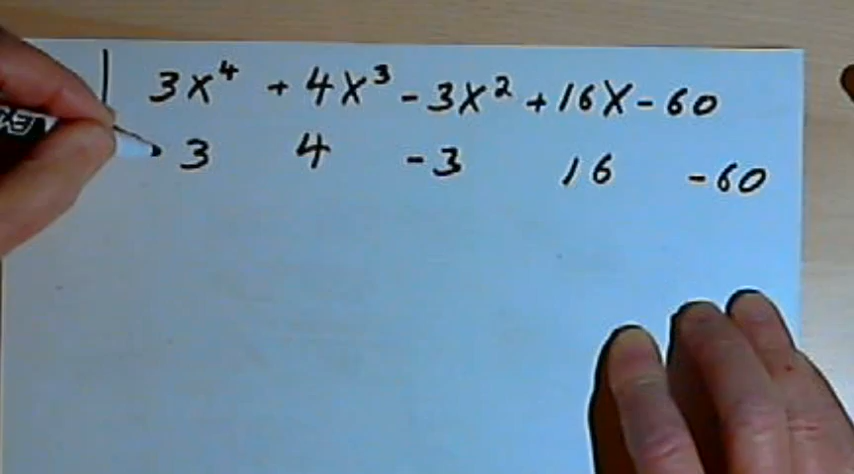 3x⁴ + 4x³ - 3x² + 16x - 60
3 4 -3 16 -60